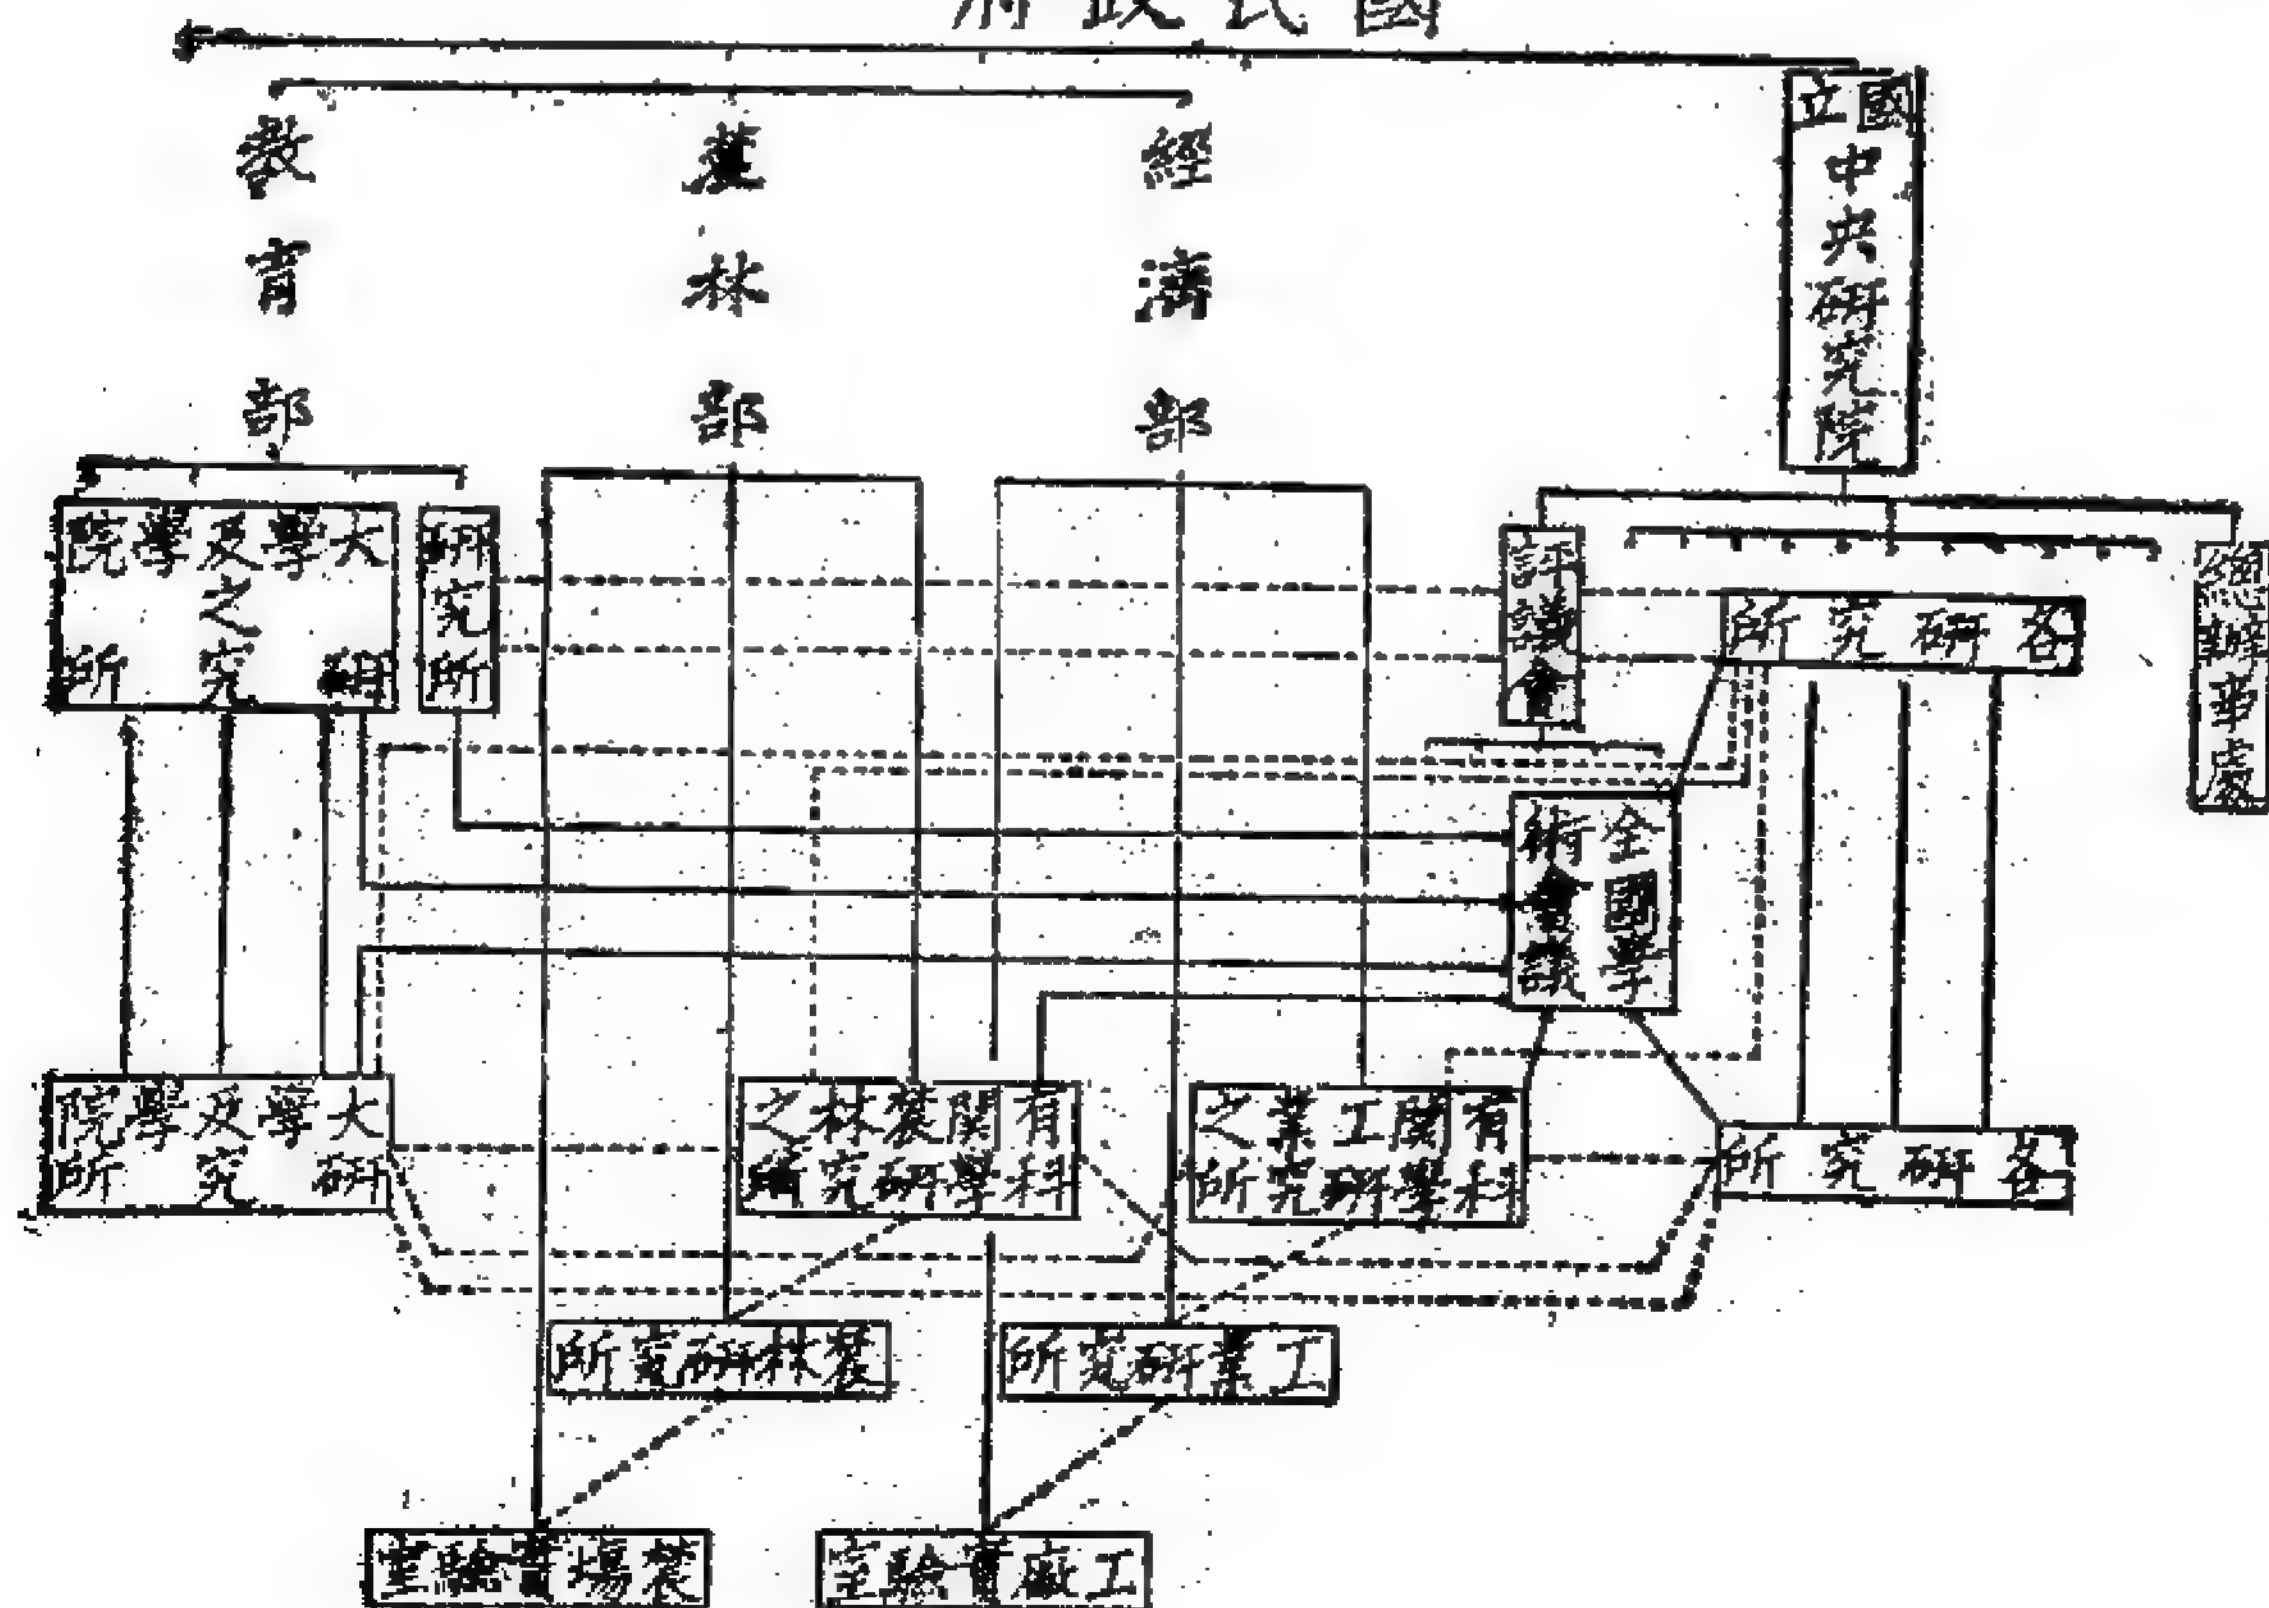 國民政府
國立中央研究院
經濟部
農林部
教育部
總辦事處
各研究所
評議會
研究所
大學及學院
之
研究所
全國學
術會議
各研究所
有關工業之
科學研究所
有關農林之
科學研究所
大學及學院
研究所
工業研究所
農林研究所
工廠實驗室
農場實驗室